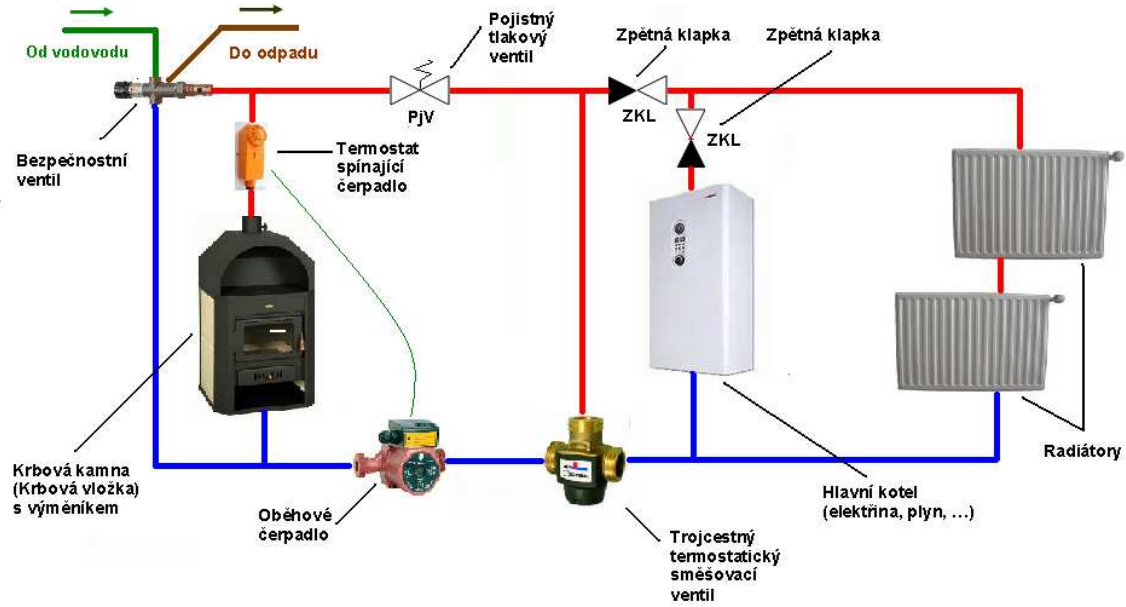 Od vodovodu
Do odpadu
Pojistný
tlakový
ventil
Zpětná klapka
Zpětná klapka
PjV
ZKL
ZKL
Bezpečnostní
ventil
Termostat
spínající
čerpadlo
Krbová kamna
(Krbová vložka)
s výměníkem
Oběhové
čerpadlo
Trojcestný
termostatický
směšovací
ventil
Hlavní kotel
(elektřina, plyn, ...)
Radiátory